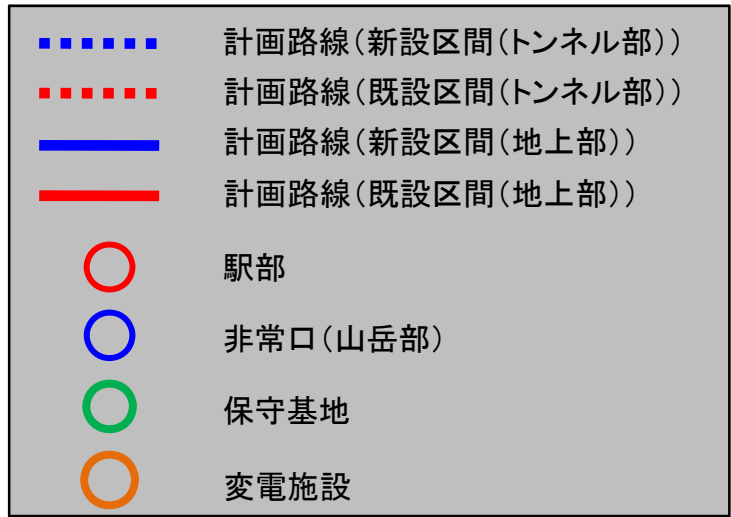 計画路線（新設区間（トンネル部））
計画路線（既設区間（トンネル部））
計画路線（新設区間（地上部））
計画路線（既設区間（地上部））
駅部
非常口（山岳部）
保守基地
変電施設